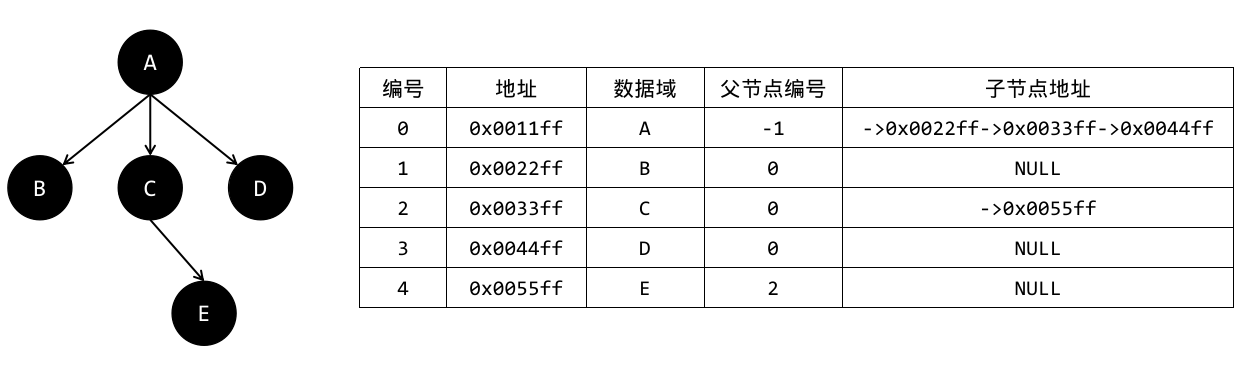 A
B C D
E
编号 地址 数据域 父节点编号 子节点地址
0 0x0011ff A -1 ->0x0022ff->0x0033ff->0x0044ff
1 0x0022ff B 0 NULL
2 0x0033ff C 0 ->0x0055ff
3 0x0044ff D 0 NULL
4 0x0055ff E 2 NULL